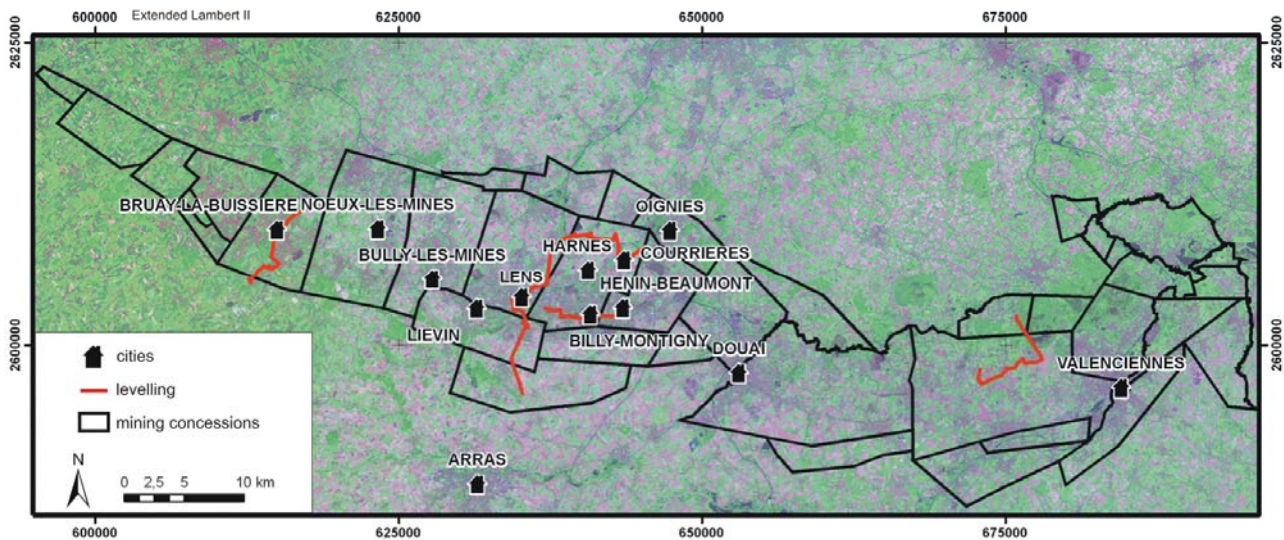 600000 Extended Lambert II 625000 650000 675000
2625000 2625000
BRUAY-LA-BUISSIERE NOEUX-LES-MINES OIGNIES
HARNES COURRIERES
BULLY-LES-MINES LENS HENIN-BEAUMONT
LIEVIN BILLY-MONTIGNY
2600000 2600000
DOUAI VALENCIENNES
cities
levelling
mining concessions
ARRAS
N
0 2,5 5 10 km
600000 625000 650000 675000